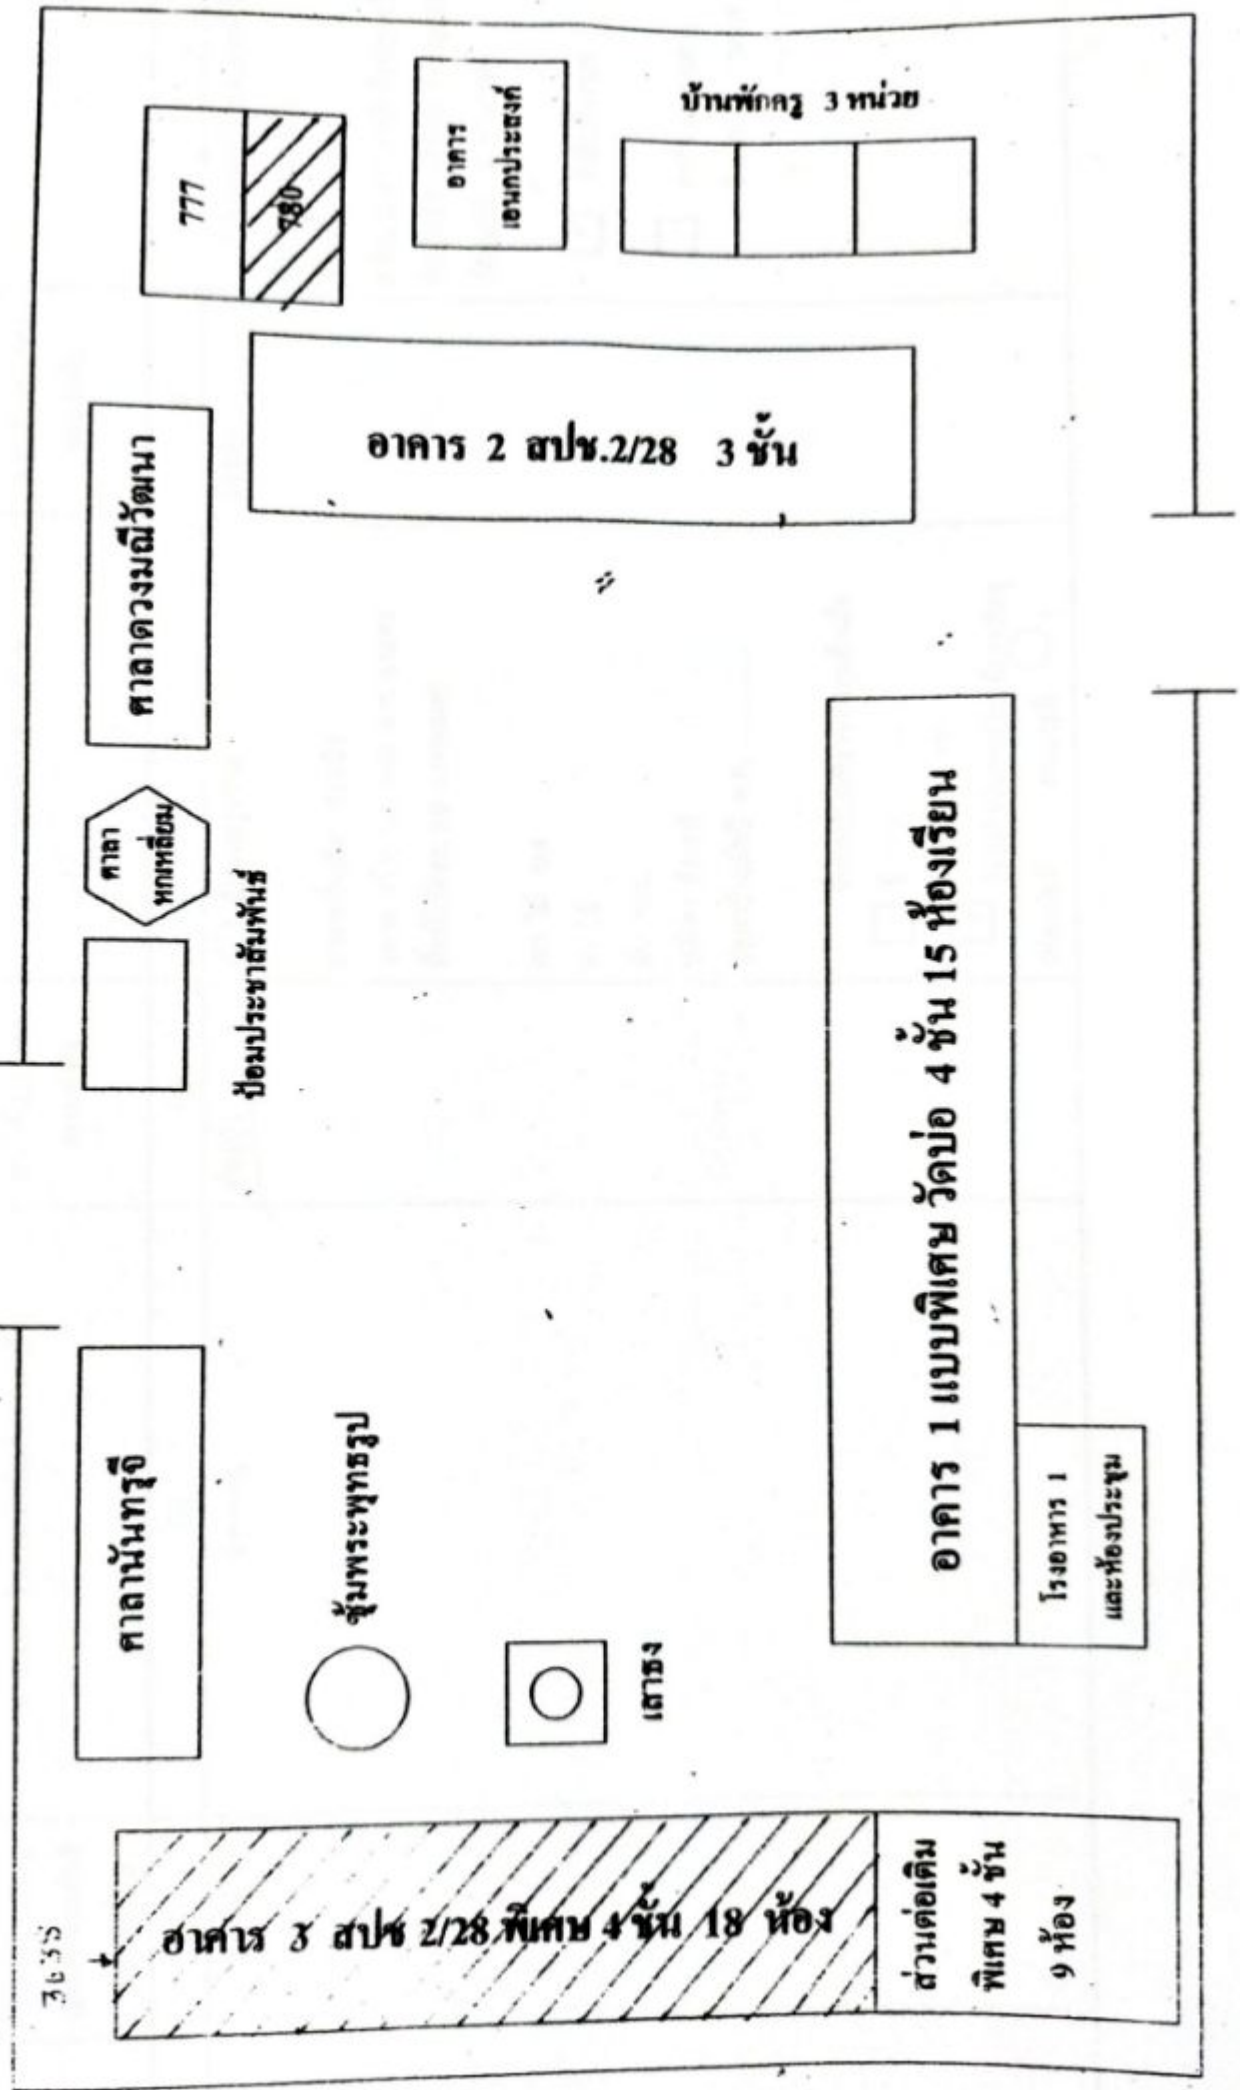 บ้านพักครู 3 หน่วย
อาคาร
เอนกประสงค์
777
780
อาคาร 2 สปช.2/28 3 ชั้น
ศาลาดวงมณีวัฒนา
ศาลา
หกเหลี่ยม
ป้อมประชาสัมพันธ์
อาคาร 1 แบบพิเศษ วัดบ่อ 4 ชั้น 15 ห้องเรียน
โรงอาหาร 1
และห้องประชุม
ศาลานันทรุจิ
ซุ้มพระพุทธรูป
เสาธง
อาคาร 3 สปช 2/28 พิเศษ 4 ชั้น 18 ห้อง
ส่วนต่อเติม
พิเศษ 4 ชั้น
9 ห้อง